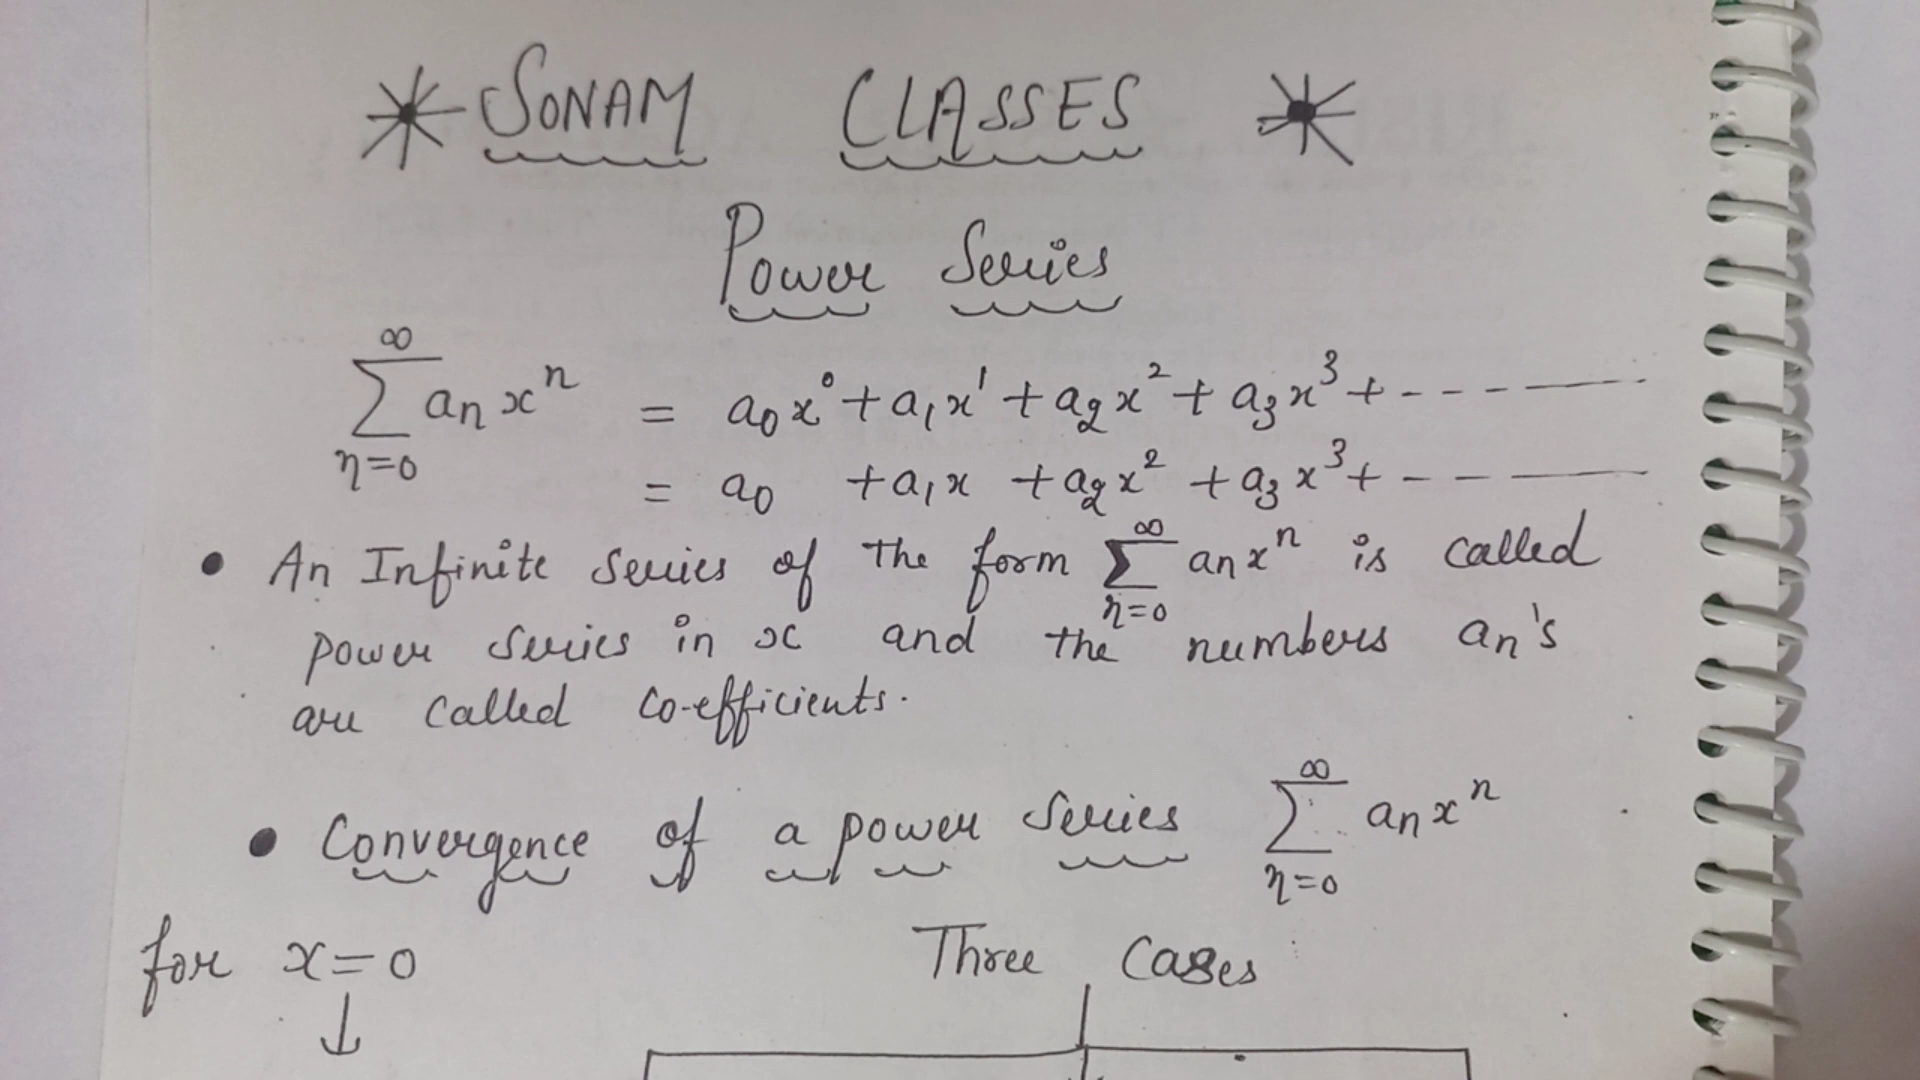 SONAM CLASSES
Power Series
∞
∑ aₙxⁿ = a₀x⁰ + a₁x¹ + a₂x² + a₃x³ + - - - —
n=0
= a₀ + a₁x + a₂x² + a₃x³ + - - —
• An Infinite series of the form ∑_{n=0}^{∞} aₙxⁿ is called
power series in x and the numbers aₙ's
are called co-efficients.
• Convergence of a power series ∑_{n=0}^{∞} aₙxⁿ
for x=0 Three Cases
↓